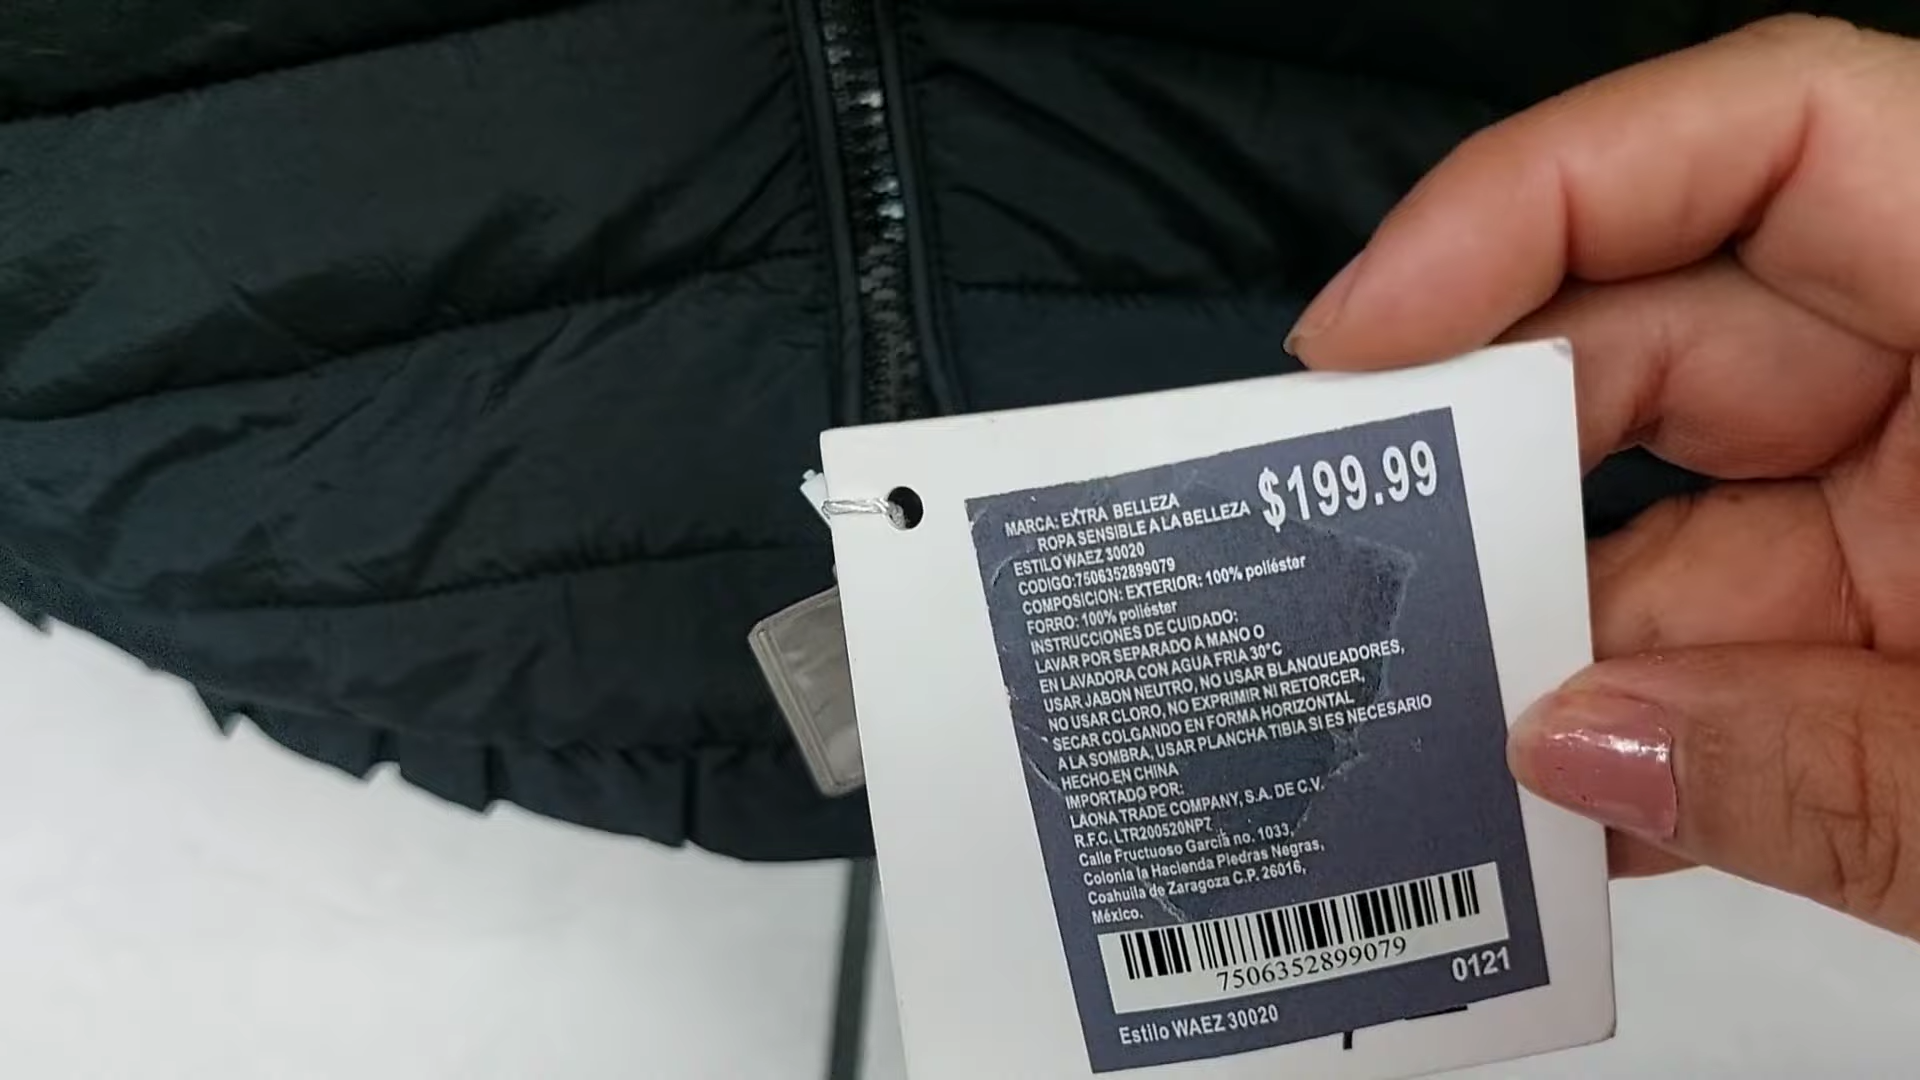 $199.99
MARCA: EXTRA BELLEZA
ROPA SENSIBLE A LA BELLEZA
ESTILO WAEZ 30020
CODIGO:7506352899079
COMPOSICION: EXTERIOR: 100% poliéster
FORRO: 100% poliéster
INSTRUCCIONES DE CUIDADO:
LAVAR POR SEPARADO A MANO O
EN LAVADORA CON AGUA FRIA 30°C
USAR JABON NEUTRO, NO USAR BLANQUEADORES,
NO USAR CLORO, NO EXPRIMIR NI RETORCER,
SECAR COLGANDO EN FORMA HORIZONTAL
A LA SOMBRA, USAR PLANCHA TIBIA SI ES NECESARIO
HECHO EN CHINA
IMPORTADO POR:
LAONA TRADE COMPANY, S.A. DE C.V.
R.F.C. LTR200520NP7
Calle Fructuoso García no. 1033,
Colonia la Hacienda Piedras Negras,
Coahuila de Zaragoza C.P. 26016,
México.
7506352899079
0121
Estilo WAEZ 30020